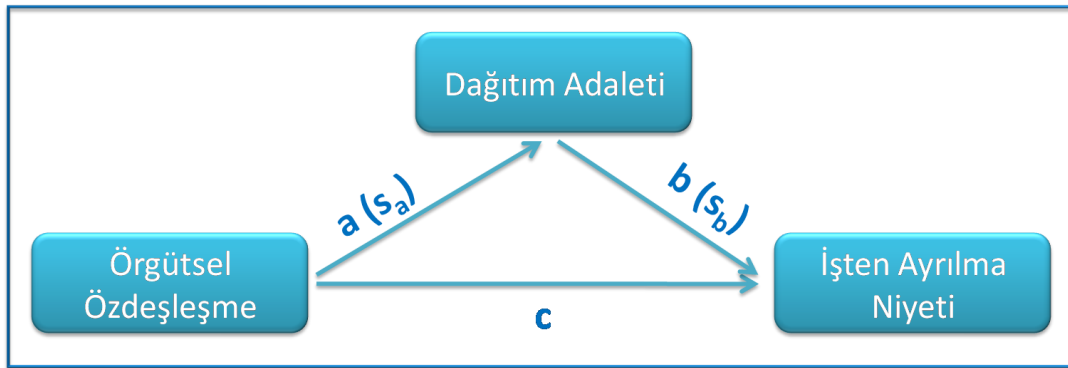 Dağıtım Adaleti
a (sa)
b (sb)
Örgütsel
Özdeşleşme
c
İşten Ayrılma
Niyeti